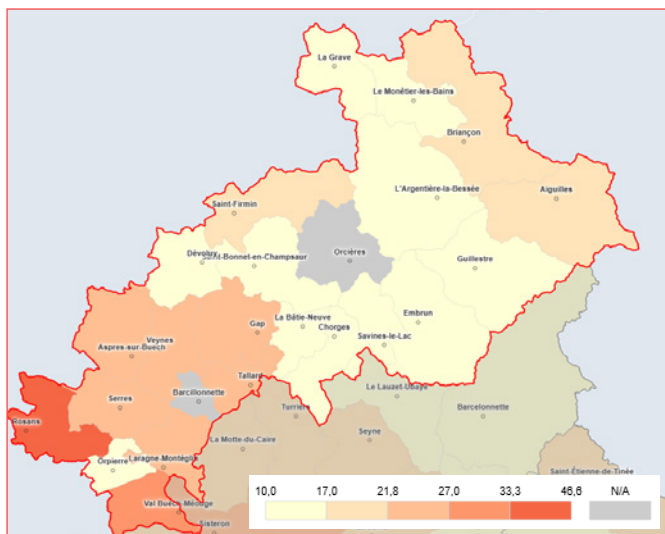 La Grave
Le Monêtier-les-Bains
Briançon
L'Argentière-la-Bessée
Aiguilles
Saint-Firmin
Dévoluy
Saint-Bonnet-en-Champsaur
Orcières
Guillestre
La Bâtie-Neuve
Embrun
Chorges
Gap
Veynes
Savines-le-Lac
Aspres-sur-Buëch
Tallard
Le Lauzet-Ubaye
Barcillonnette
Serres
Turriers
Barcelonnette
Rosans
Seyne
La Motte-du-Caire
Orpierre
Laragne-Montéglin
Saint-Étienne-de-Tinée
Val Buëch-Méouge
Sisteron
10,0 17,0 21,8 27,0 33,3 46,6 N/A